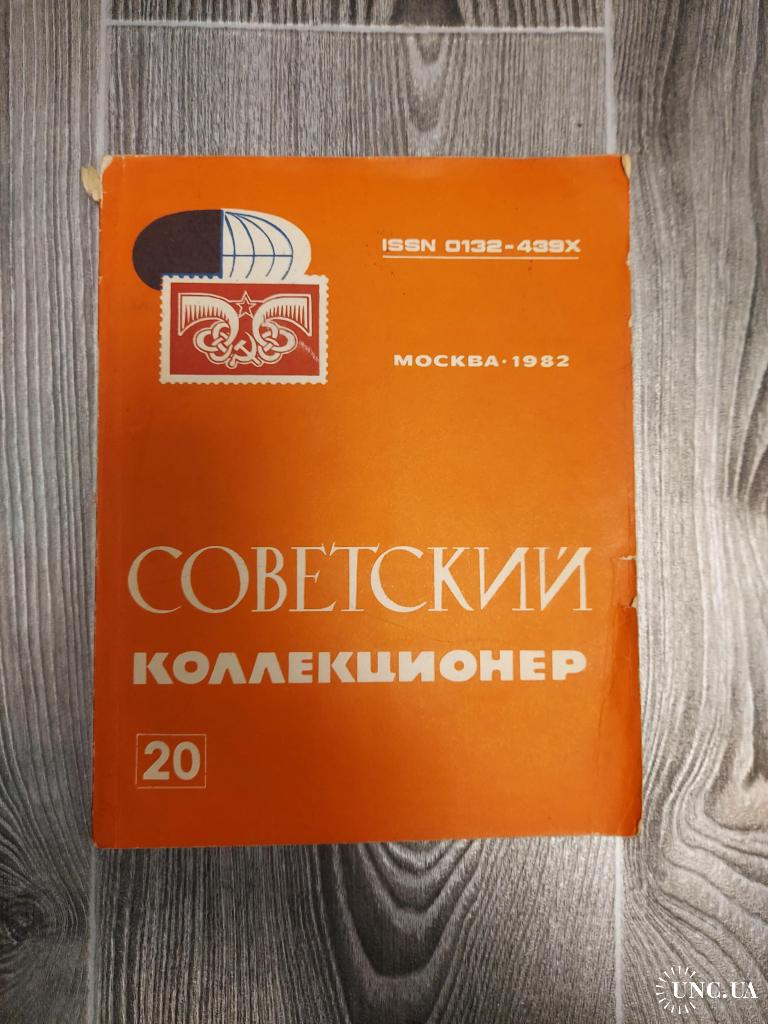 ISSN 0132-439X
МОСКВА·1982
СОВЕТСКИЙ
КОЛЛЕКЦИОНЕР
20
UNC.UA